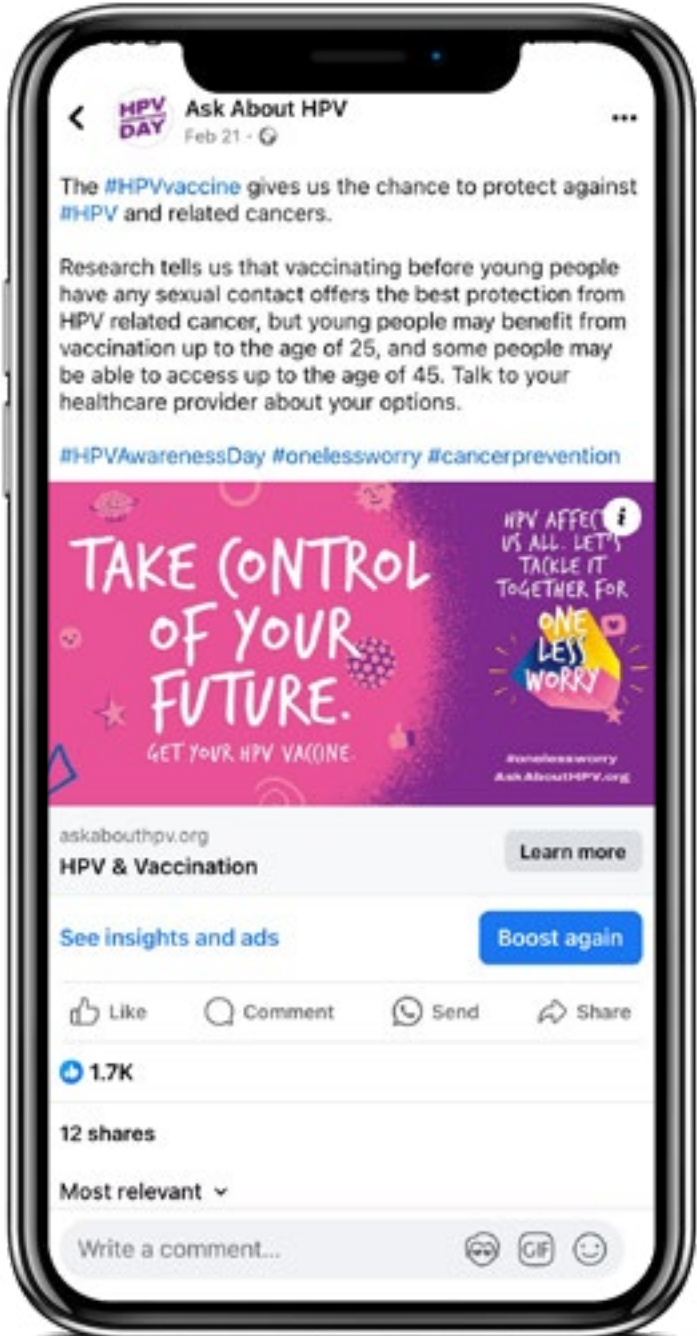 HPV
DAY
Ask About HPV
Feb 21 ·
The #HPVvaccine gives us the chance to protect against
#HPV and related cancers.
Research tells us that vaccinating before young people
have any sexual contact offers the best protection from
HPV related cancer, but young people may benefit from
vaccination up to the age of 25, and some people may
be able to access up to the age of 45. Talk to your
healthcare provider about your options.
#HPVAwarenessDay #onelessworry #cancerprevention
TAKE CONTROL
OF YOUR
FUTURE.
GET YOUR HPV VACCINE.
HPV AFFECTS
US ALL. LET'S
TACKLE IT
TOGETHER FOR
ONE
LESS
WORRY
#onelessworry
AskAboutHPV.org
askabouthpv.org
HPV & Vaccination
Learn more
See insights and ads
Boost again
Like
Comment
Send
Share
1.7K
12 shares
Most relevant
Write a comment...
GIF